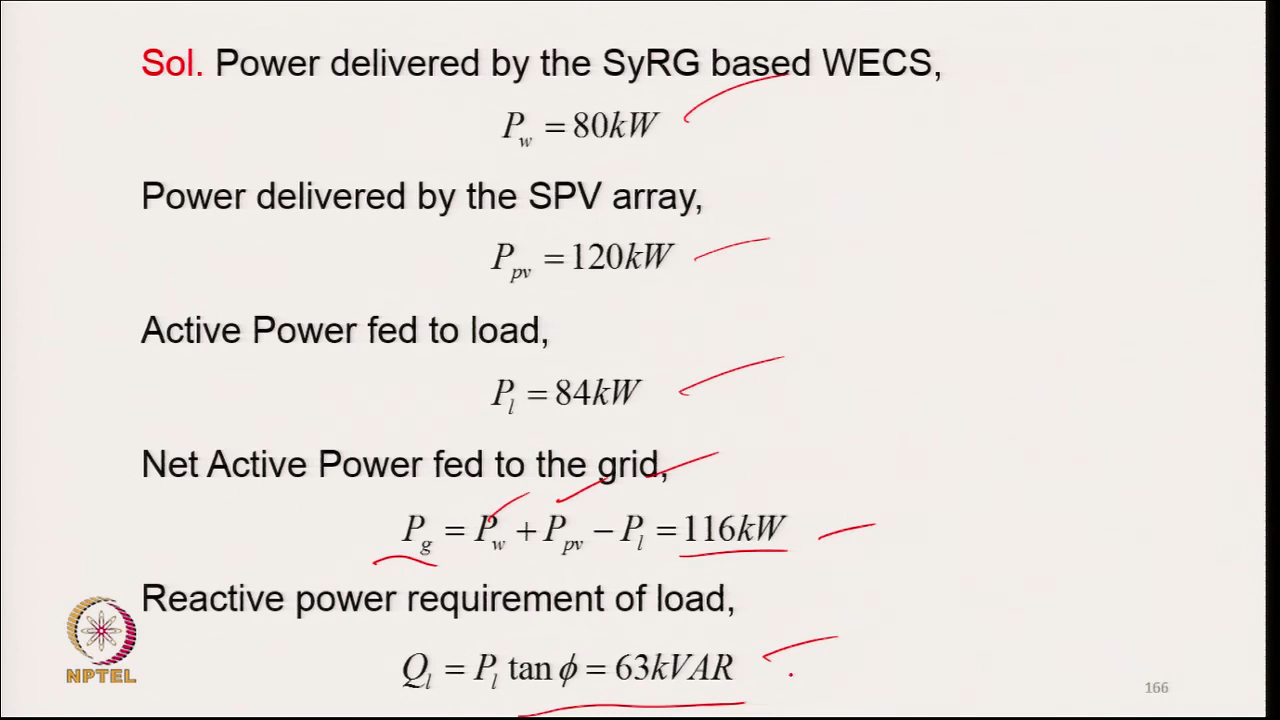 Sol. Power delivered by the SyRG based WECS,
P_w = 80kW
Power delivered by the SPV array,
P_pv = 120kW
Active Power fed to load,
P_l = 84kW
Net Active Power fed to the grid,
P_g = P_w + P_pv − P_l = 116kW
Reactive power requirement of load,
Q_l = P_l tan ϕ = 63kVAR
NPTEL
166